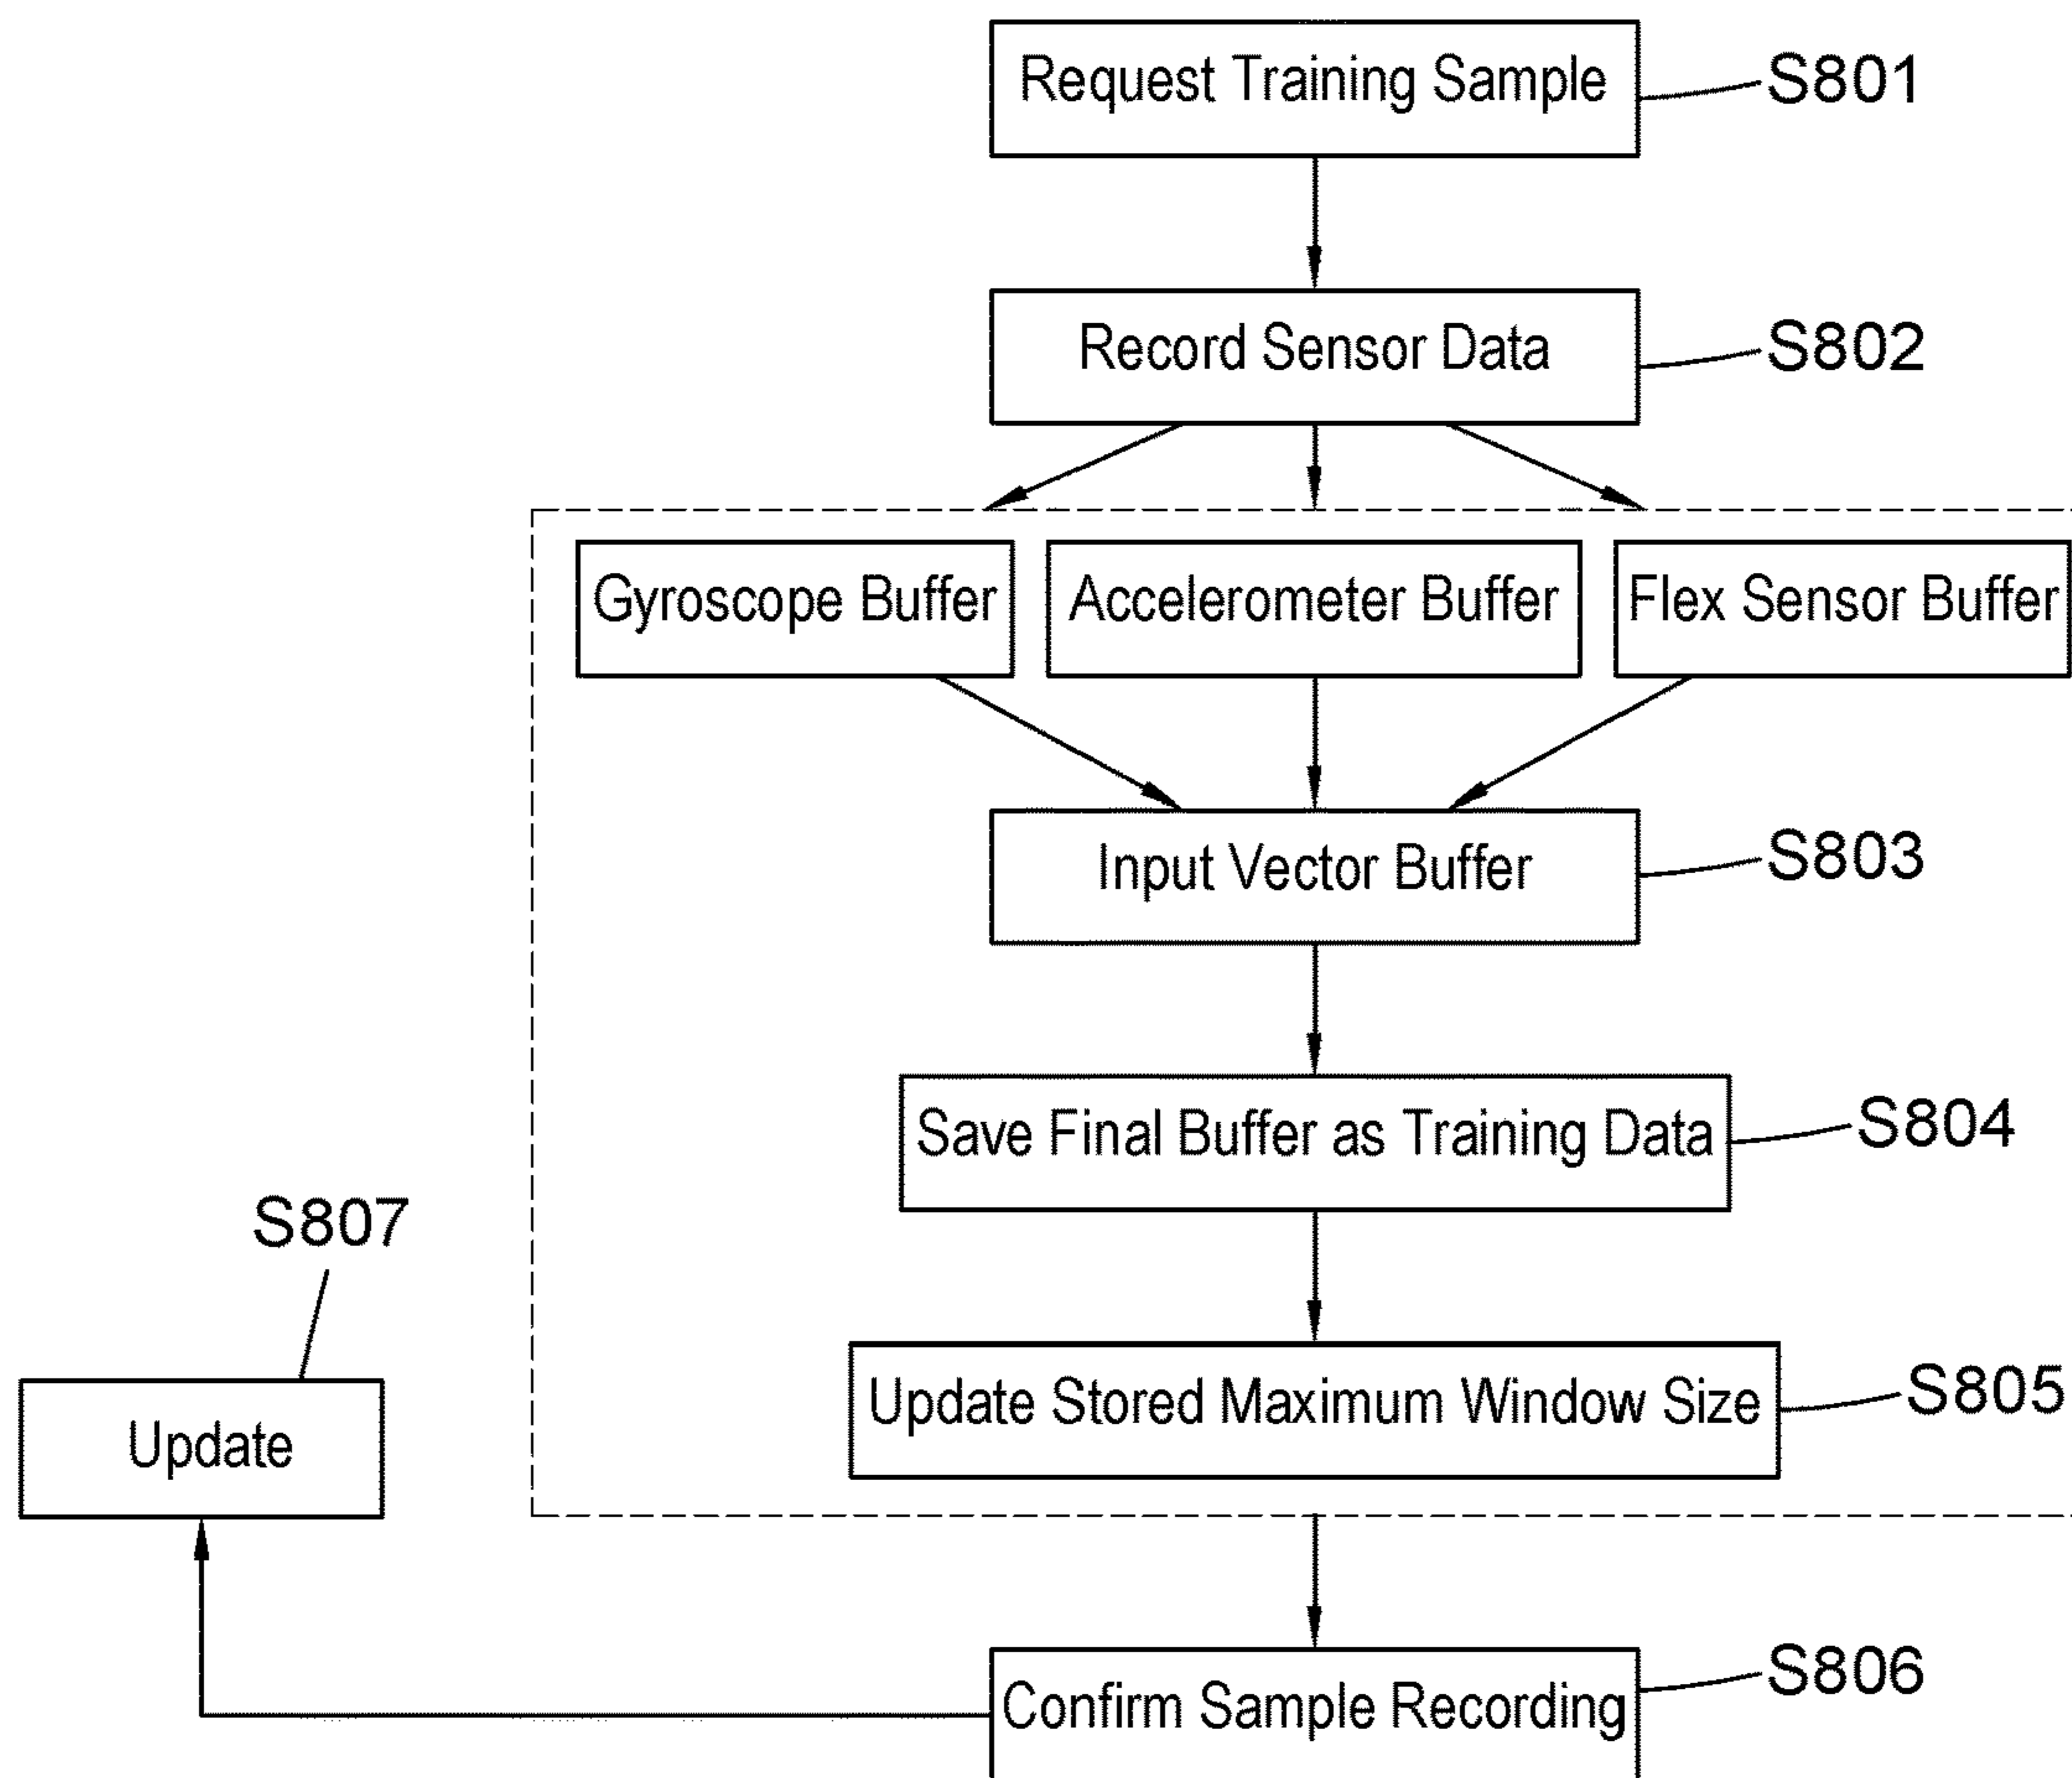 Request Training Sample
S801
Record Sensor Data
S802
Gyroscope Buffer
Accelerometer Buffer
Flex Sensor Buffer
Input Vector Buffer
S803
Save Final Buffer as Training Data
S804
Update Stored Maximum Window Size
S805
S807
Update
Confirm Sample Recording
S806